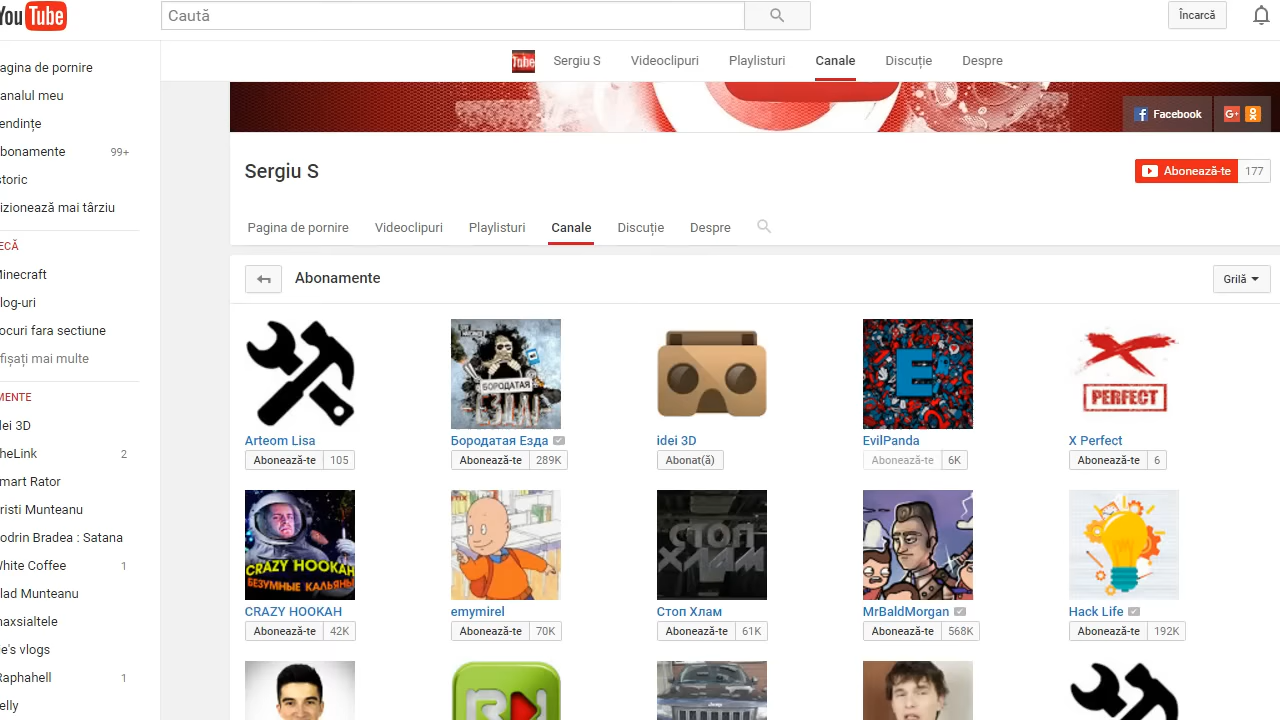 You Tube
Caută
Încarcă
Tube
Sergiu S
Videoclipuri
Playlisturi
Canale
Discuție
Despre
Facebook
G+
Sergiu S
Abonează-te
177
Pagina de pornire
Videoclipuri
Playlisturi
Canale
Discuție
Despre
Abonamente
Grilă
agina de pornire
analul meu
endințe
bonamente 99+
storic
izionează mai târziu
ECĂ
Minecraft
log-uri
ocuri fara sectiune
fișați mai multe
MENTE
dei 3D
heLink 2
mart Rator
risti Munteanu
odrin Bradea : Satana
White Coffee 1
lad Munteanu
maxsialtele
e's vlogs
Raphahell 1
elly
БОРОДАТАЯ
ЕЗДА
E
X
PERFECT
Arteom Lisa
Abonează-te 105
Бородатая Езда
Abonează-te 289K
idei 3D
Abonat(ă)
EvilPanda
Abonează-te 6K
X Perfect
Abonează-te 6
CRAZY HOOKAH
БЕЗУМНЫЕ КАЛЬЯНЫ
СТОП
ХЛАМ
CRAZY HOOKAH
Abonează-te 42K
emymirel
Abonează-te 70K
Стоп Хлам
Abonează-te 61K
MrBaldMorgan
Abonează-te 568K
Hack Life
Abonează-te 192K